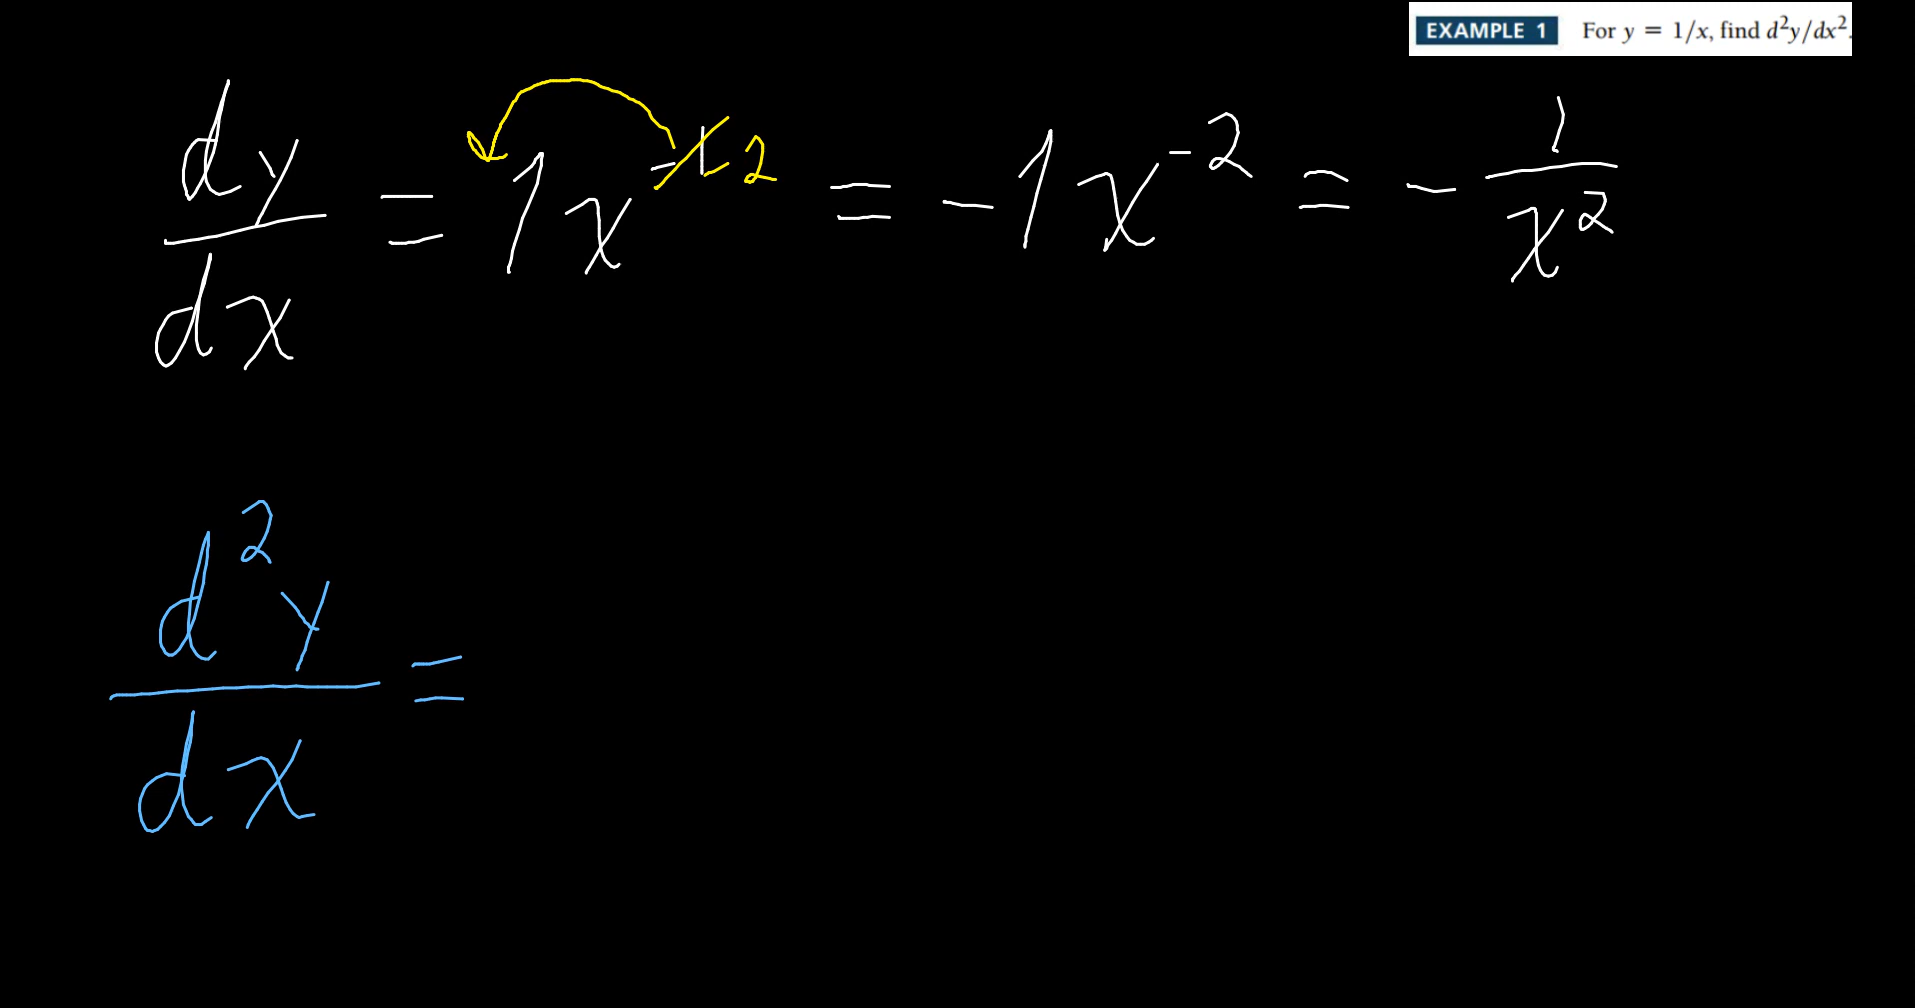 EXAMPLE 1 For y = 1/x, find d²y/dx².
dy/dx = 1x⁻¹ ⁻² = -1x⁻² = - 1/x²
d²y/dx =